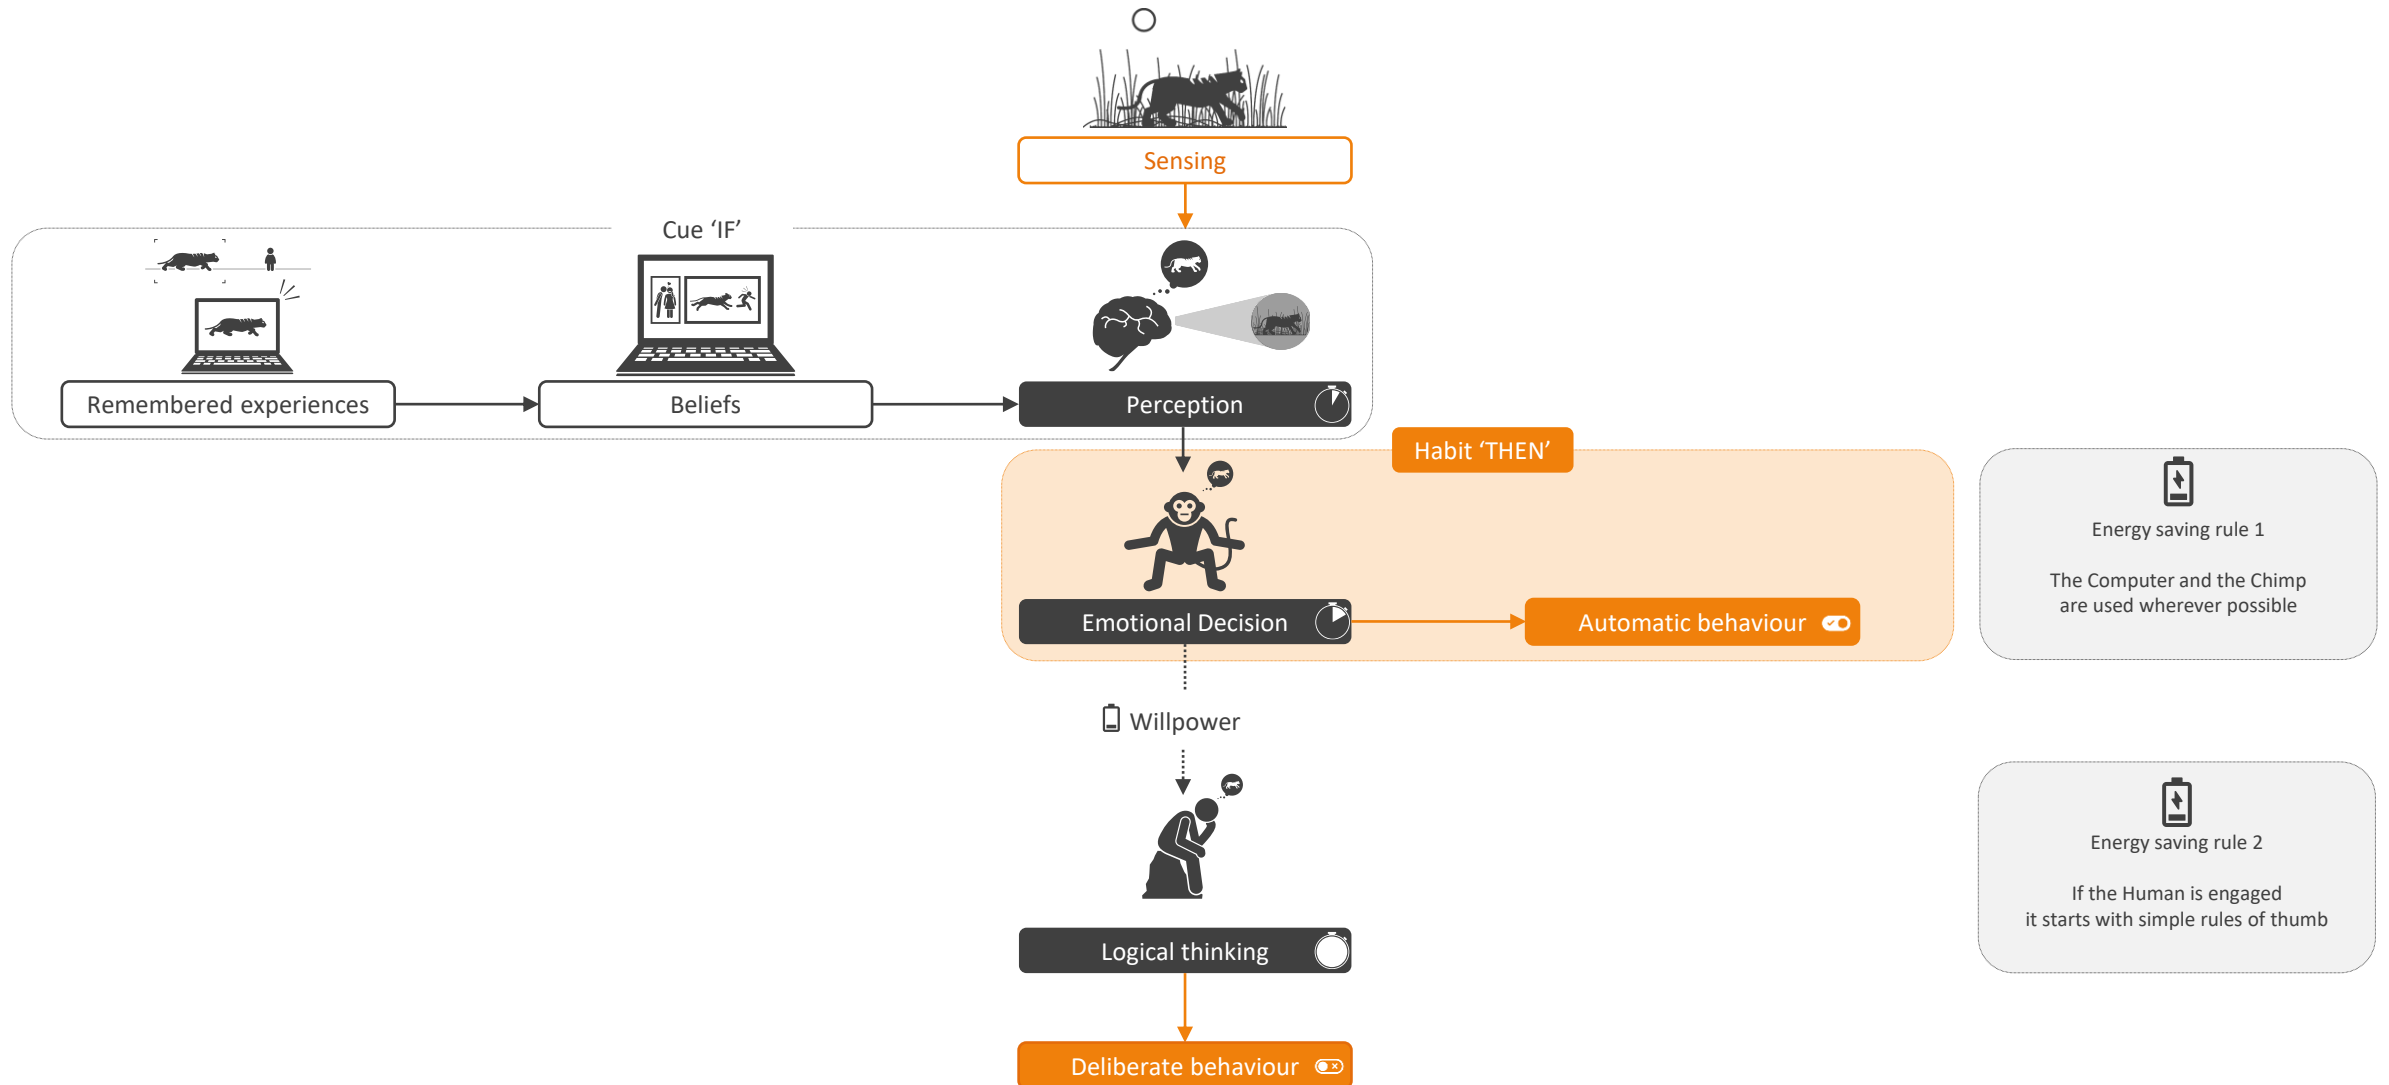 Sensing
Cue ‘IF’
Remembered experiences
Beliefs
Perception
Habit ‘THEN’
Emotional Decision
Automatic behaviour
Energy saving rule 1
The Computer and the Chimp
are used wherever possible
Willpower
Energy saving rule 2
If the Human is engaged
it starts with simple rules of thumb
Logical thinking
Deliberate behaviour